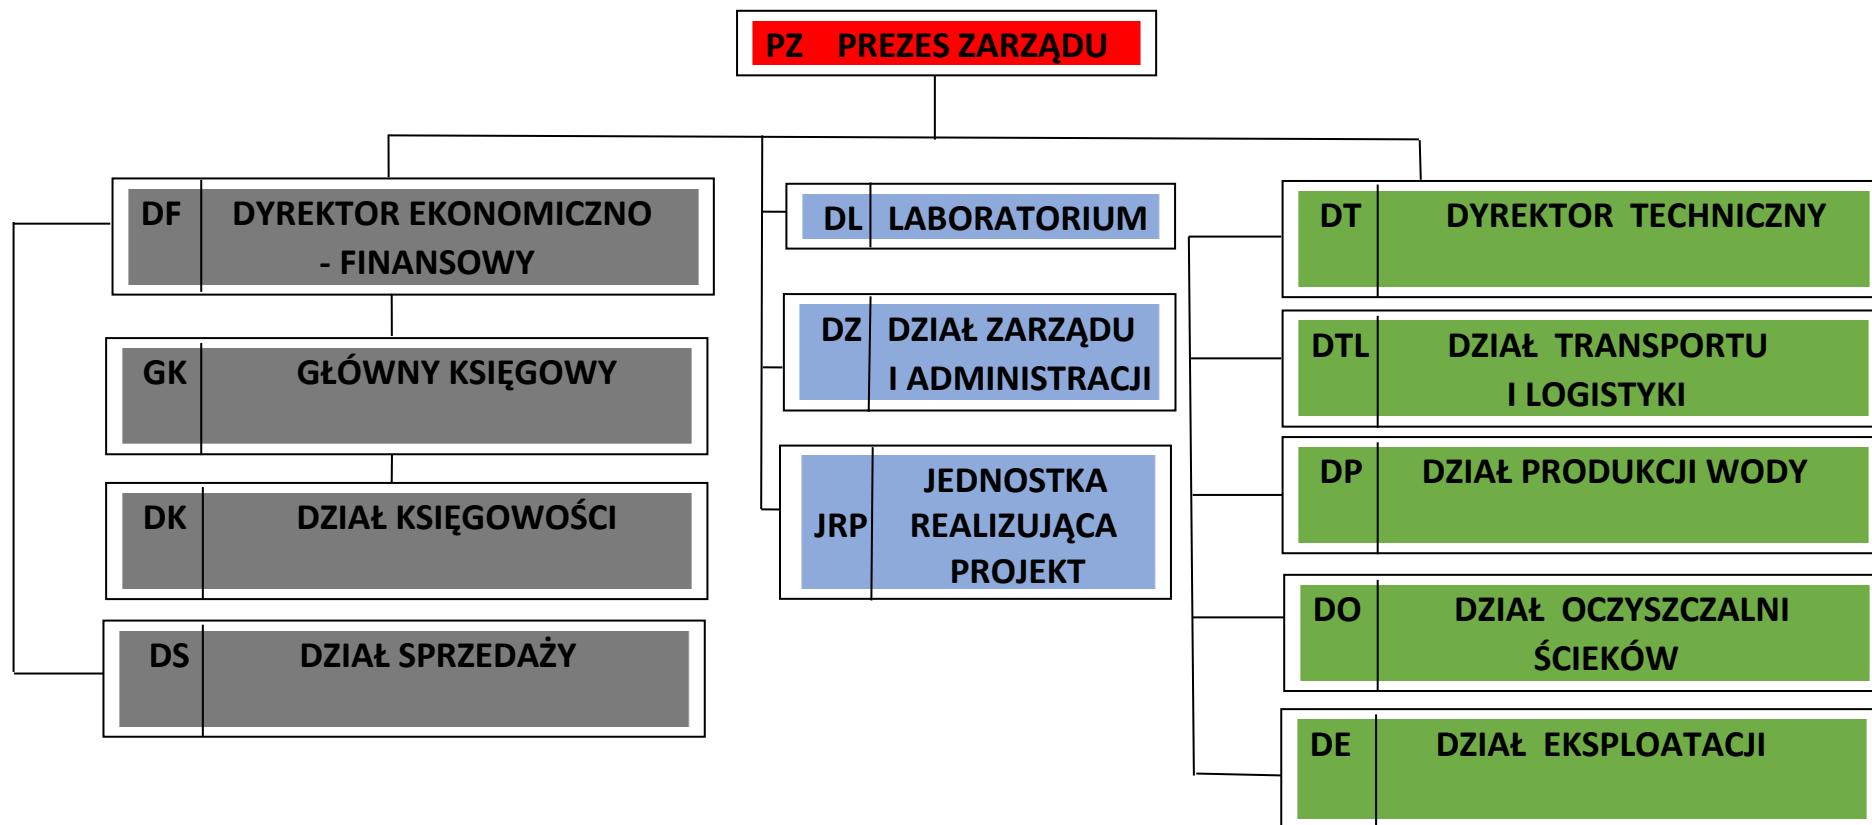 PZ PREZES ZARZĄDU
DF DYREKTOR EKONOMICZNO
- FINANSOWY
GK GŁÓWNY KSIĘGOWY
DK DZIAŁ KSIĘGOWOŚCI
DS DZIAŁ SPRZEDAŻY
DL LABORATORIUM
DZ DZIAŁ ZARZĄDU
I ADMINISTRACJI
JEDNOSTKA
JRP REALIZUJĄCA
PROJEKT
DT DYREKTOR TECHNICZNY
DTL DZIAŁ TRANSPORTU
I LOGISTYKI
DP DZIAŁ PRODUKCJI WODY
DO DZIAŁ OCZYSZCZALNI
ŚCIEKÓW
DE DZIAŁ EKSPLOATACJI